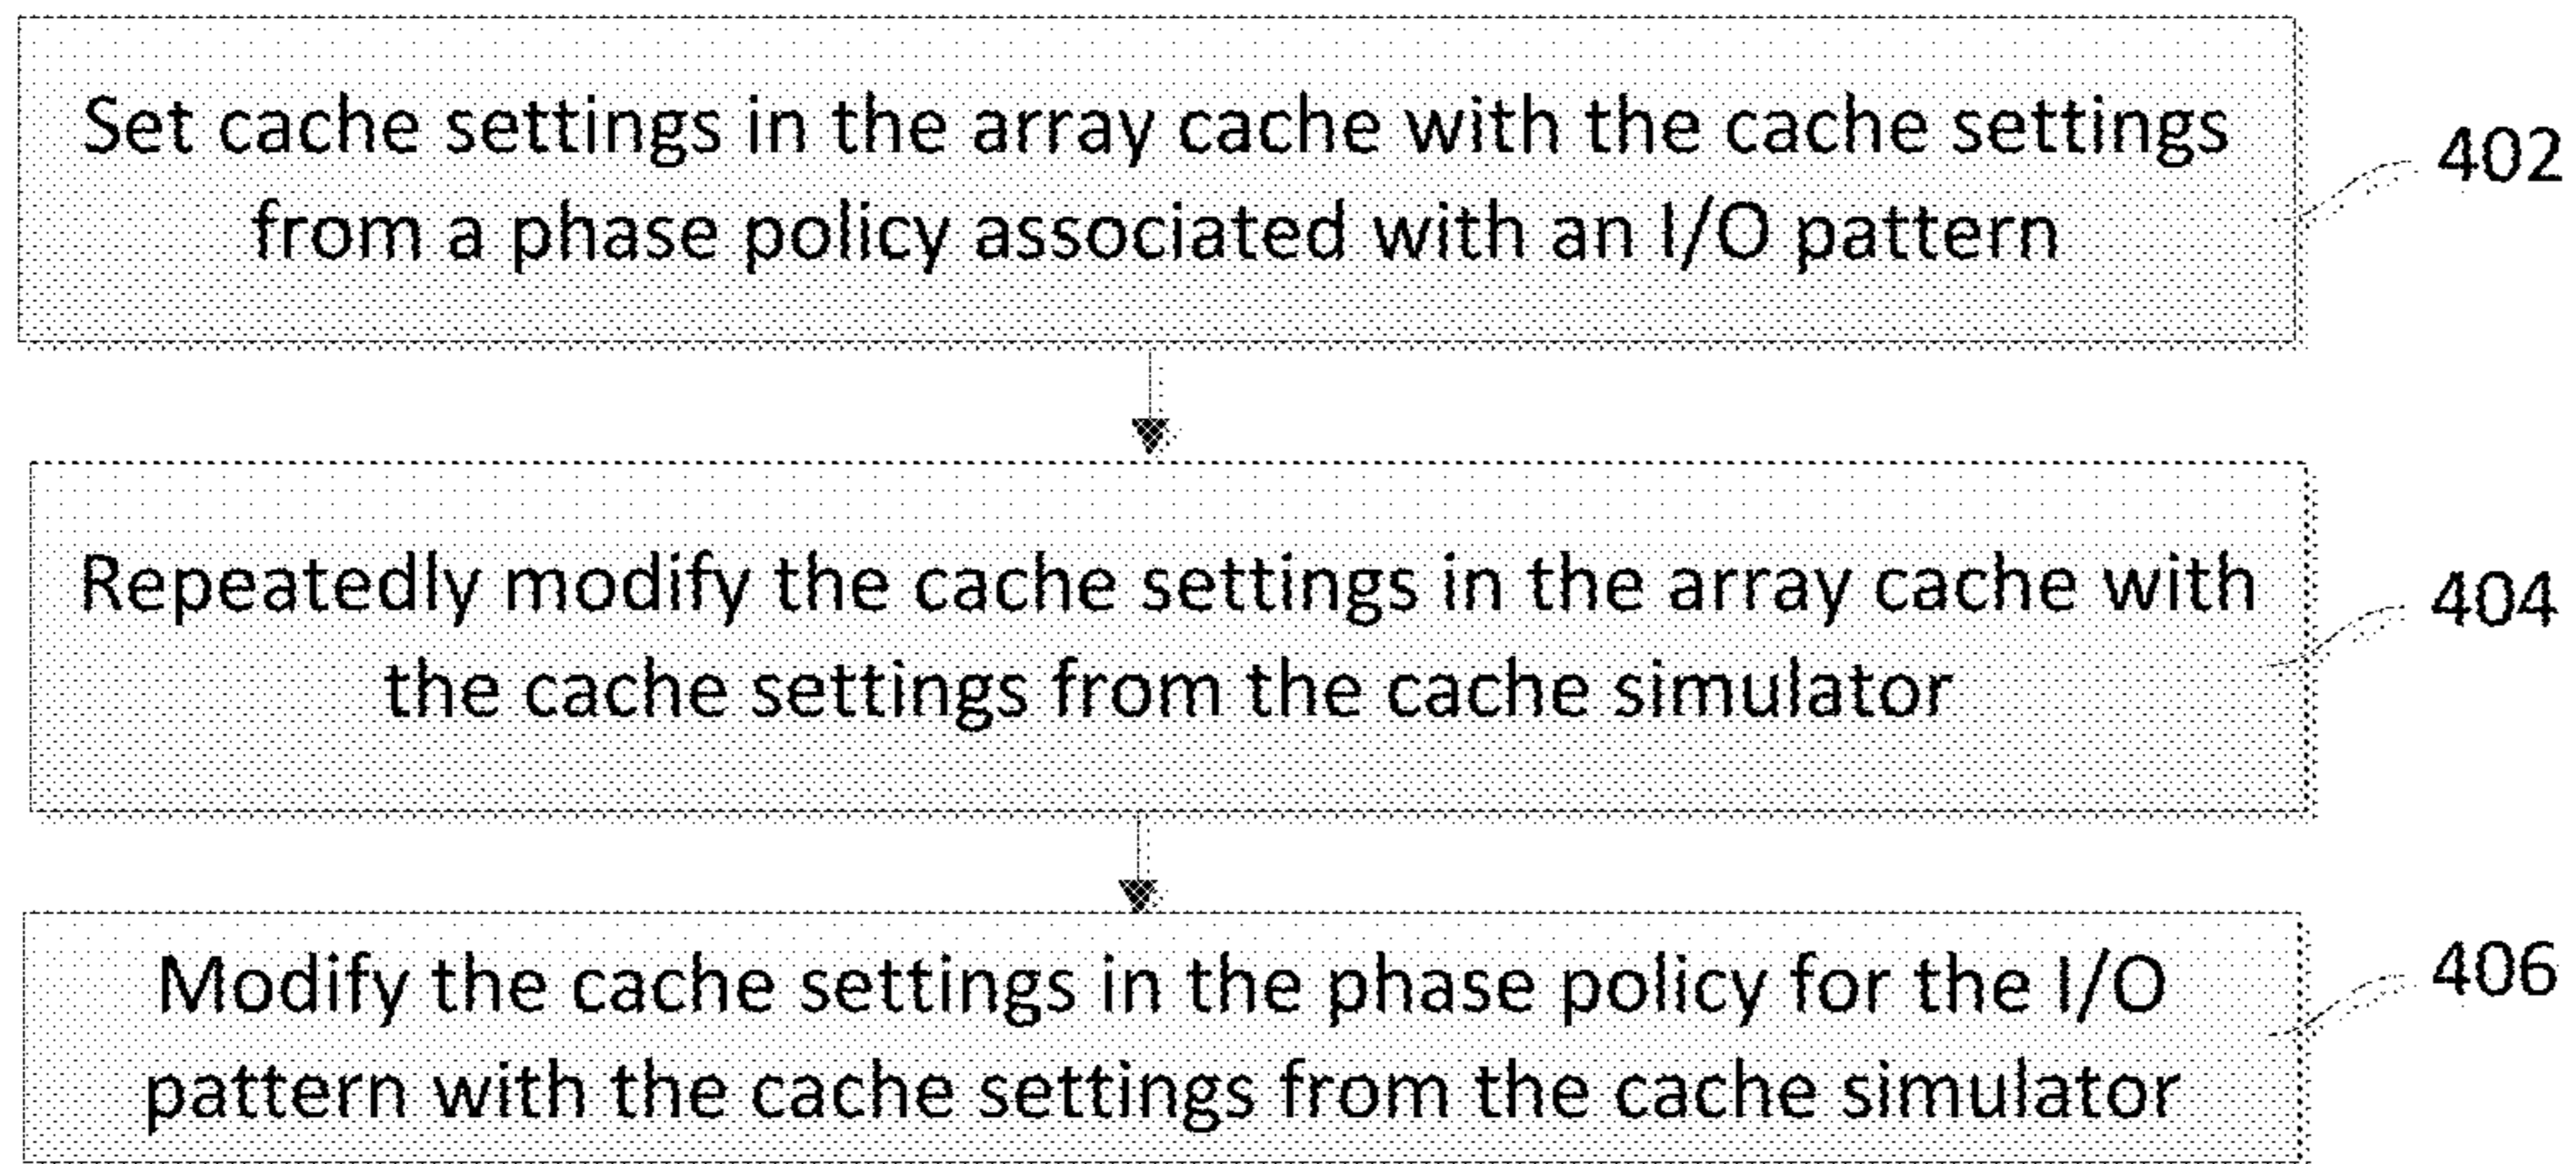 Set cache settings in the array cache with the cache settings
from a phase policy associated with an I/O pattern
402
Repeatedly modify the cache settings in the array cache with
the cache settings from the cache simulator
404
Modify the cache settings in the phase policy for the I/O
pattern with the cache settings from the cache simulator
406